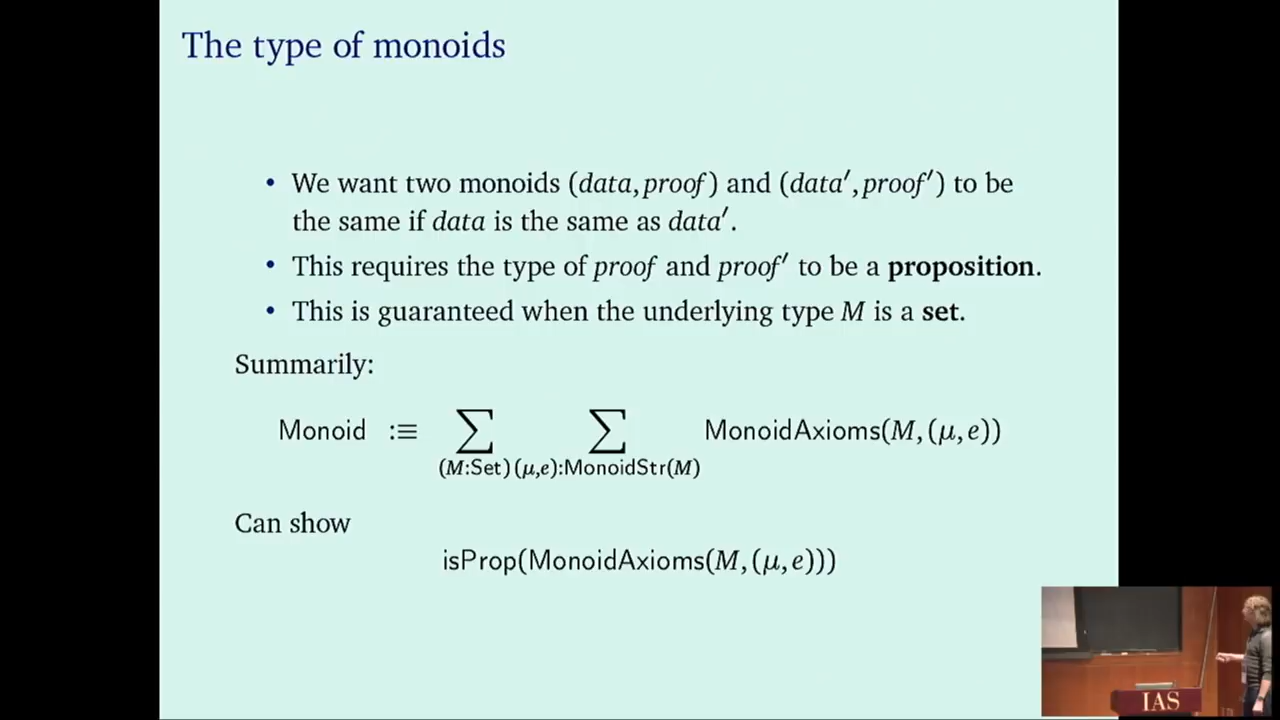 The type of monoids
• We want two monoids (data, proof) and (data′, proof′) to be
the same if data is the same as data′.
• This requires the type of proof and proof′ to be a proposition.
• This is guaranteed when the underlying type M is a set.
Summarily:
Monoid :≡ ∑ ∑ MonoidAxioms(M, (μ, e))
(M:Set) (μ,e):MonoidStr(M)
Can show
isProp(MonoidAxioms(M, (μ, e)))
IAS